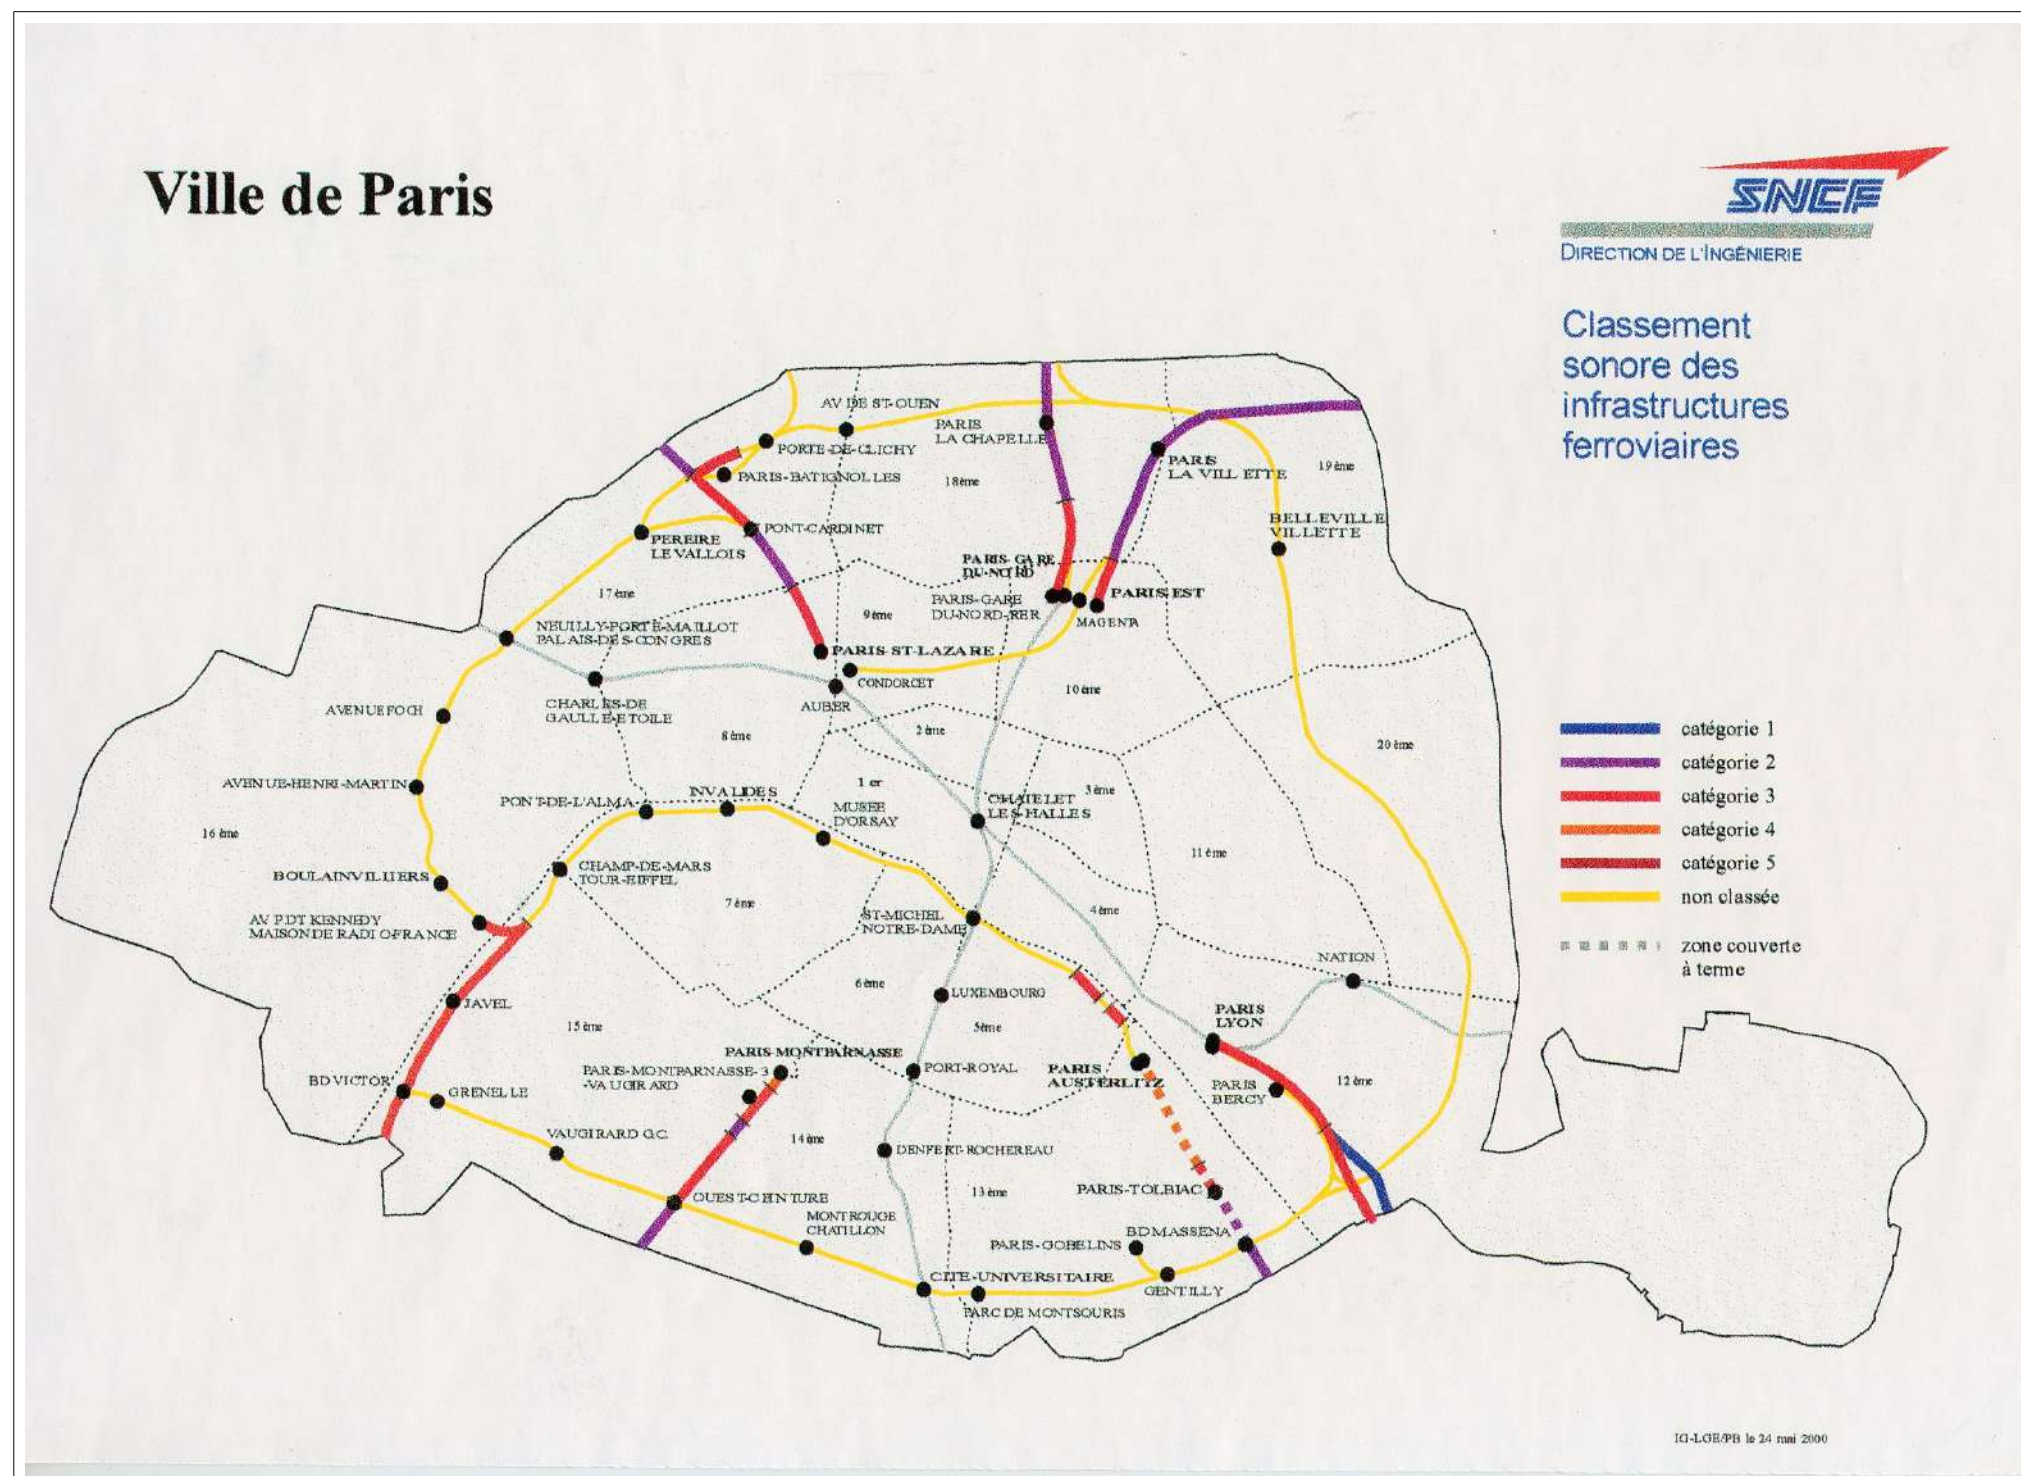 Ville de Paris
SNCF
DIRECTION DE L'INGÉNIERIE
Classement
sonore des
infrastructures
ferroviaires
AV DE ST-OUEN
PARIS
LA CHAPELLE
PORTE-DE-CLICHY
PARIS
LA VILLETTE
19ème
PARIS-BATIGNOLLES
18ème
BELLEVILLE
VILLETTE
PONT-CARDINET
PEREIRE
LEVALLOIS
PARIS-GARE
DU-NORD
17ème
PARIS-GARE
DU-NORD-RER
PARIS EST
9ème
MAGENTA
NEUILLY-PORTE-MAILLOT
PALAIS-DES-CONGRES
PARIS-ST-LAZARE
CONDORCET
10ème
CHARLES-DE
GAULLE-ETOILE
AUBER
AVENUE FOCH
8ème
2ème
20ème
catégorie 1
catégorie 2
catégorie 3
catégorie 4
catégorie 5
non classée
zone couverte
à terme
AVENUE-HENRI-MARTIN
1er
3ème
PONT-DE-L'ALMA
INVALIDES
MUSEE
D'ORSAY
CHATELET
LES-HALLES
16ème
11ème
BOULAINVILLIERS
CHAMP-DE-MARS
TOUR-EIFFEL
7ème
ST-MICHEL
NOTRE-DAME
4ème
AV PDT KENNEDY
MAISON DE RADIO FRANCE
NATION
6ème
LUXEMBOURG
JAVEL
PARIS
LYON
15ème
5ème
PARIS-MONTPARNASSE
PARIS-MONTPARNASSE-3
-VAUGIRARD
PORT-ROYAL
PARIS
AUSTERLITZ
PARIS
BERCY
12ème
BD VICTOR
GRENELLE
VAUGIRARD G.C.
14ème
DENFERT-ROCHEREAU
OUEST-CEINTURE
13ème
PARIS-TOLBIAC
MONTROUGE
CHATILLON
BD MASSENA
PARIS-GOBELINS
CITE-UNIVERSITAIRE
GENTILLY
PARC DE MONTSOURIS
IG-LGE/PB le 24 mai 2000